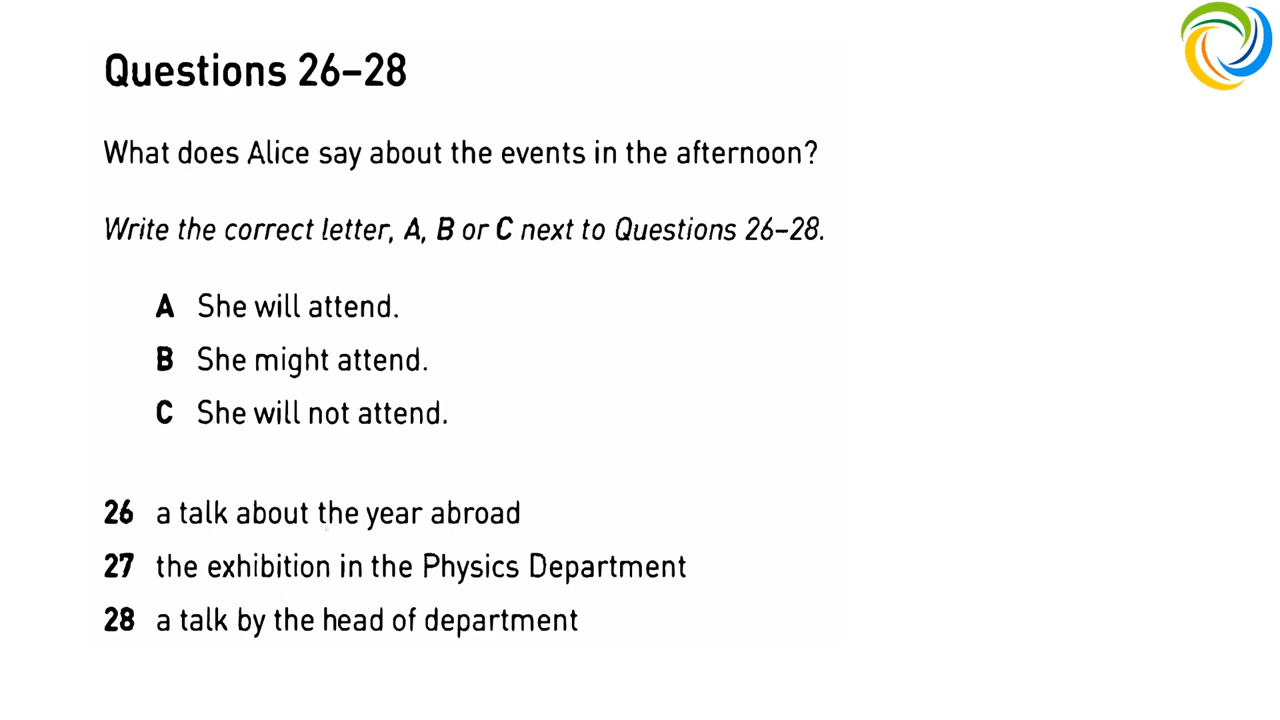 Questions 26–28
What does Alice say about the events in the afternoon?
Write the correct letter, A, B or C next to Questions 26–28.
A She will attend.
B She might attend.
C She will not attend.
26 a talk about the year abroad
27 the exhibition in the Physics Department
28 a talk by the head of department